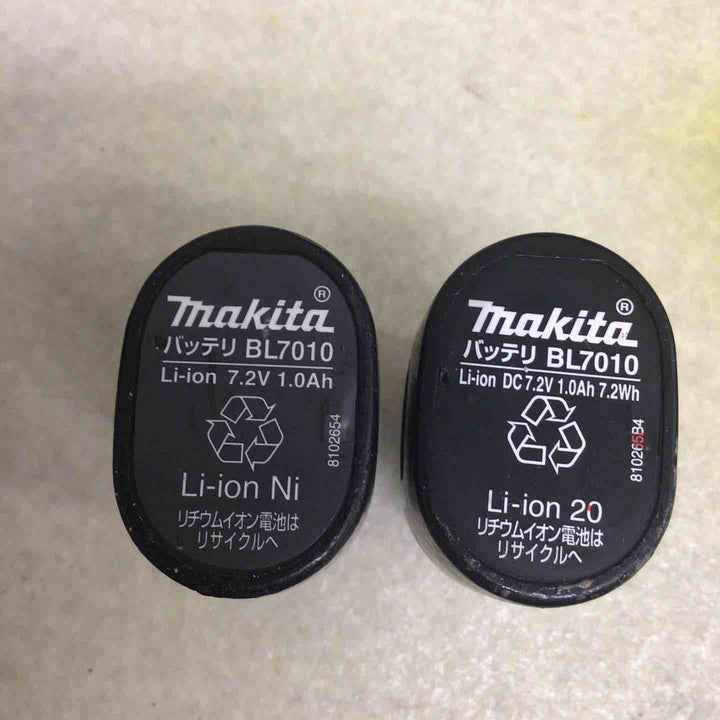 makita®
バッテリ BL7010
Li-ion 7.2V 1.0Ah
8102654
Li-ion Ni
リチウムイオン電池は
リサイクルへ
makita®
バッテリ BL7010
Li-ion DC7.2V 1.0Ah 7.2Wh
810265B4
Li-ion 20
リチウムイオン電池は
リサイクルへ